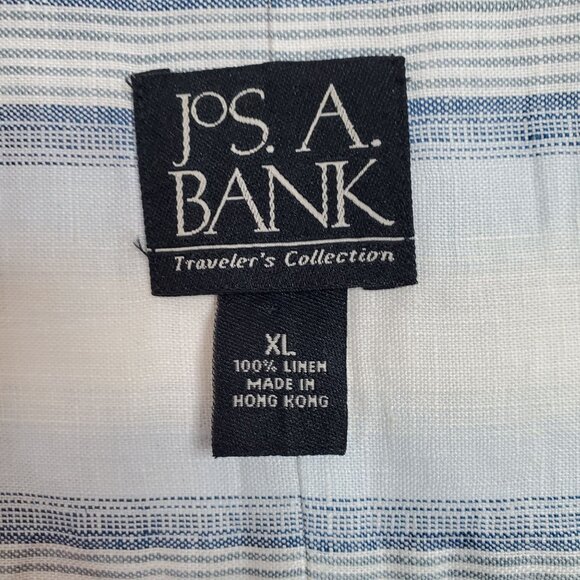 JoS. A.
BANK
Traveler's Collection
XL
100% LINEN
MADE IN
HONG KONG